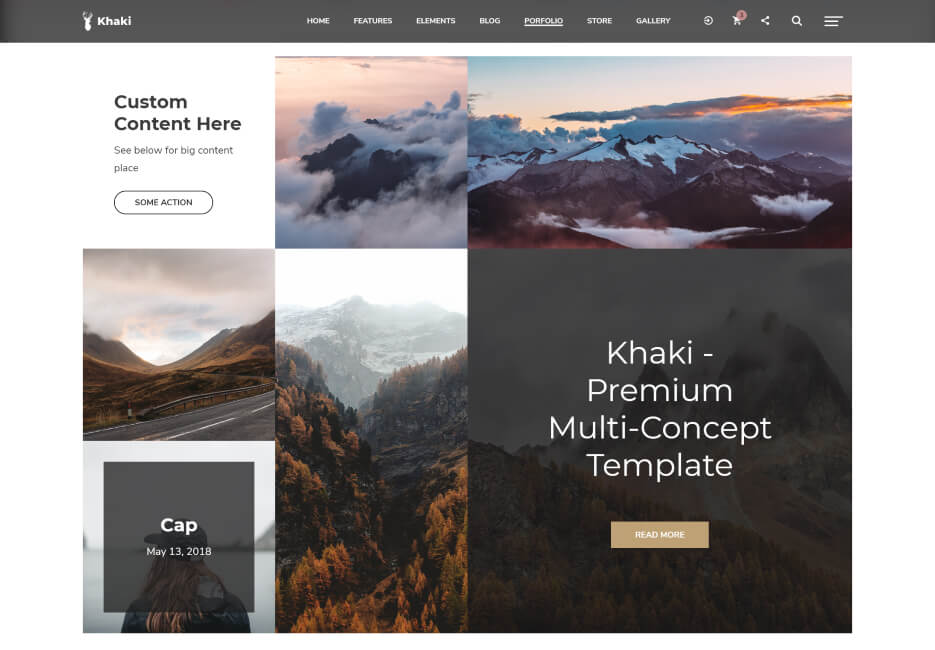 Khaki
HOME FEATURES ELEMENTS BLOG PORFOLIO STORE GALLERY
Custom
Content Here
See below for big content
place
SOME ACTION
Khaki -
Premium
Multi-Concept
Template
READ MORE
Cap
May 13, 2018